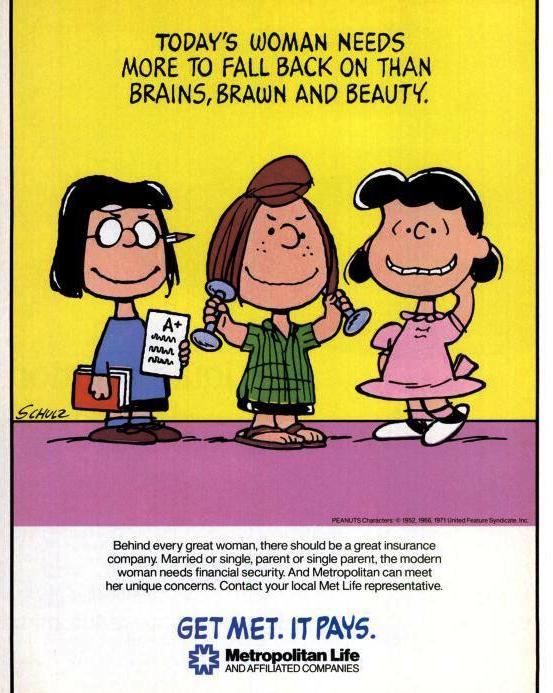 TODAY'S WOMAN NEEDS
MORE TO FALL BACK ON THAN
BRAINS, BRAWN AND BEAUTY.
A+
SCHULZ
PEANUTS Characters: © 1952, 1966, 1971 United Feature Syndicate, Inc.
Behind every great woman, there should be a great insurance
company. Married or single, parent or single parent, the modern
woman needs financial security. And Metropolitan can meet
her unique concerns. Contact your local Met Life representative.
GET MET. IT PAYS.
Metropolitan Life
AND AFFILIATED COMPANIES